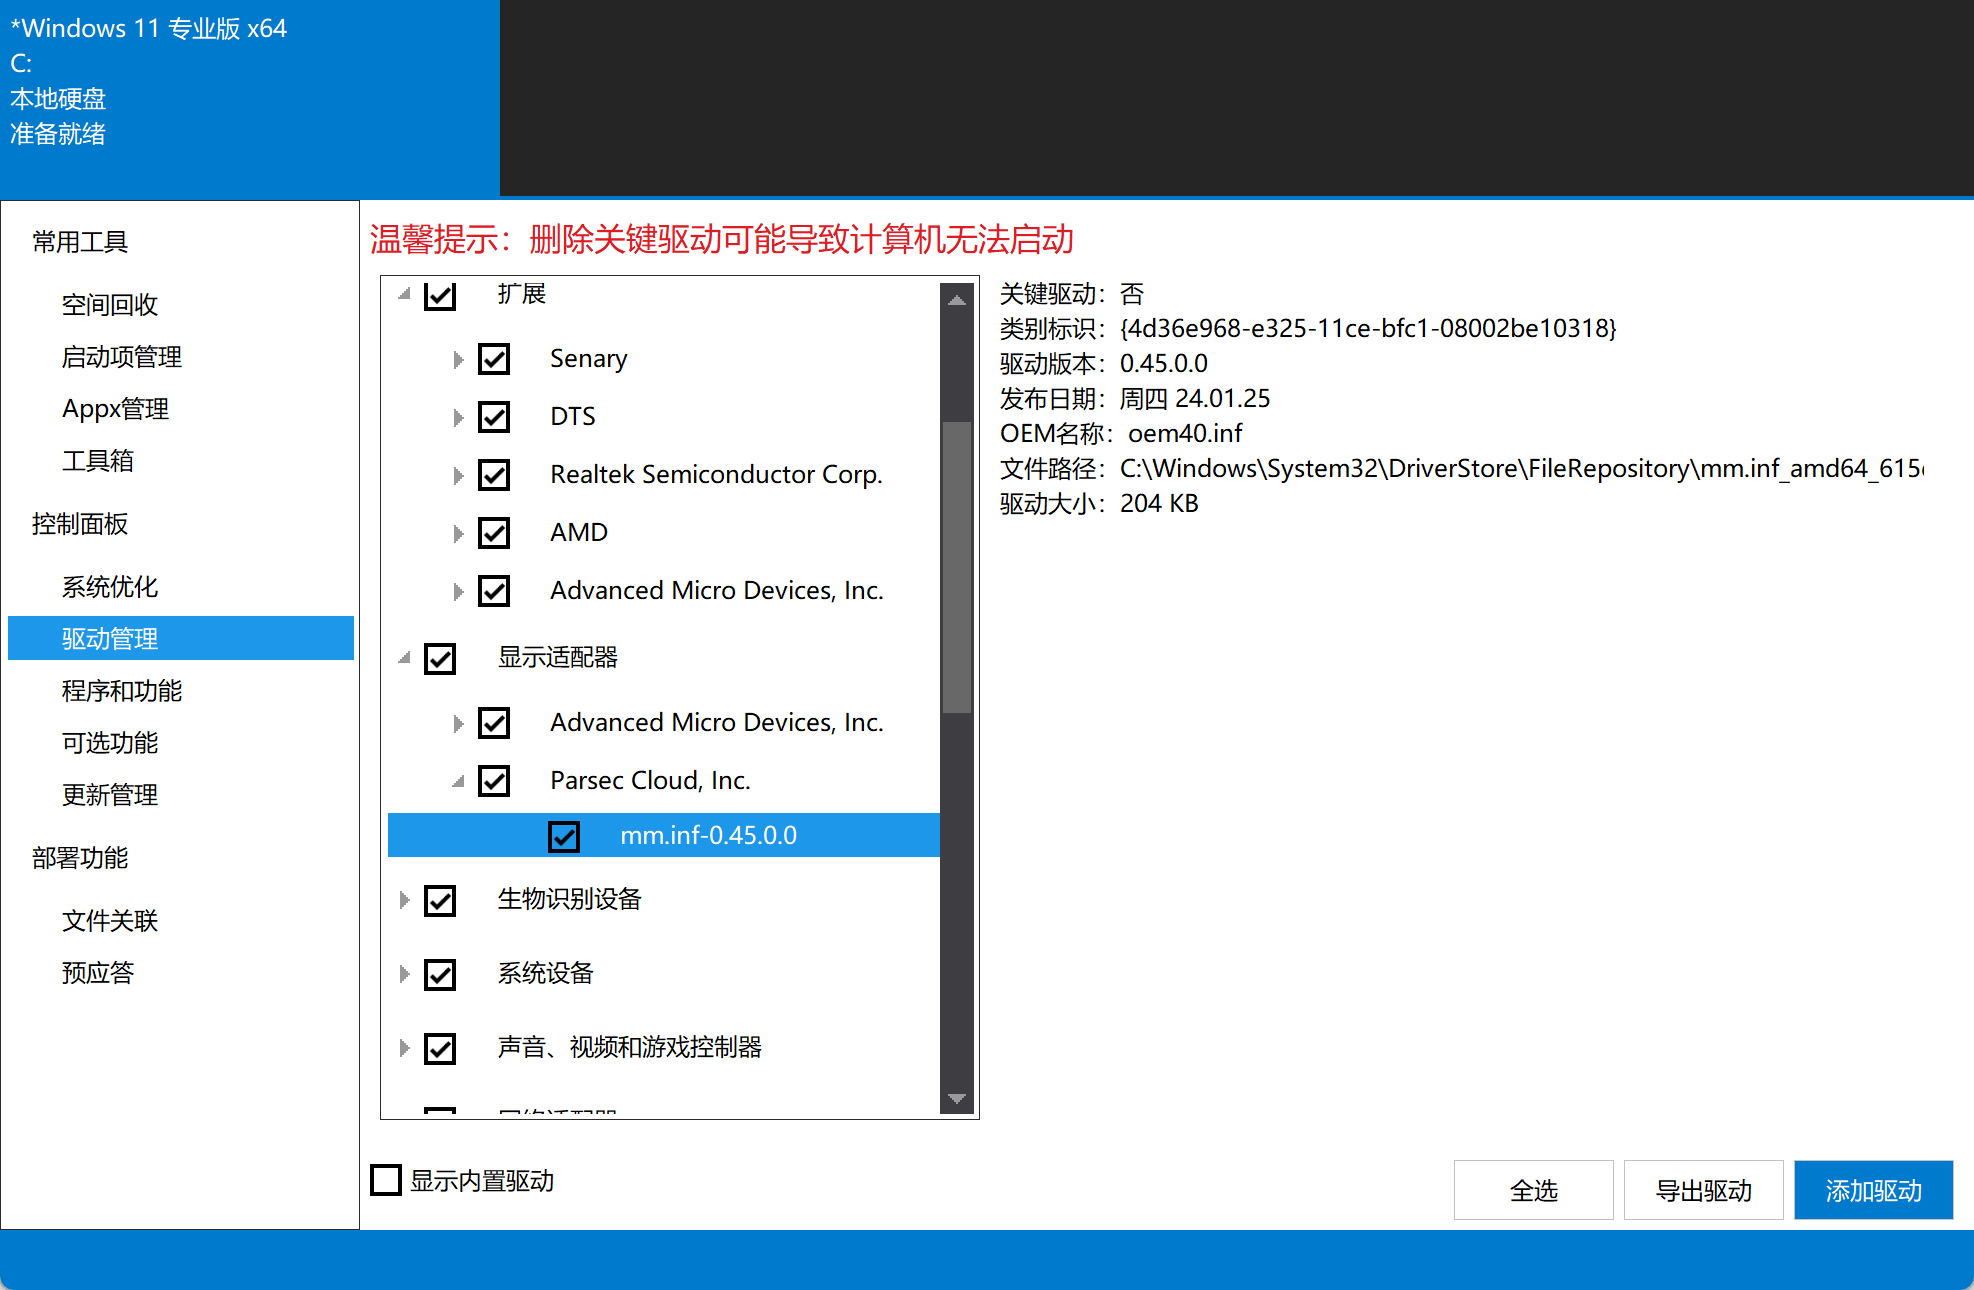 *Windows 11 专业版 x64
C:
本地硬盘
准备就绪
常用工具
空间回收
启动项管理
Appx管理
工具箱
控制面板
系统优化
驱动管理
程序和功能
可选功能
更新管理
部署功能
文件关联
预应答
温馨提示：删除关键驱动可能导致计算机无法启动
扩展
Senary
DTS
Realtek Semiconductor Corp.
AMD
Advanced Micro Devices, Inc.
显示适配器
Advanced Micro Devices, Inc.
Parsec Cloud, Inc.
mm.inf-0.45.0.0
生物识别设备
系统设备
声音、视频和游戏控制器
关键驱动：否
类别标识：{4d36e968-e325-11ce-bfc1-08002be10318}
驱动版本：0.45.0.0
发布日期：周四 24.01.25
OEM名称：oem40.inf
文件路径：C:\Windows\System32\DriverStore\FileRepository\mm.inf_amd64_615
驱动大小：204 KB
显示内置驱动
全选
导出驱动
添加驱动